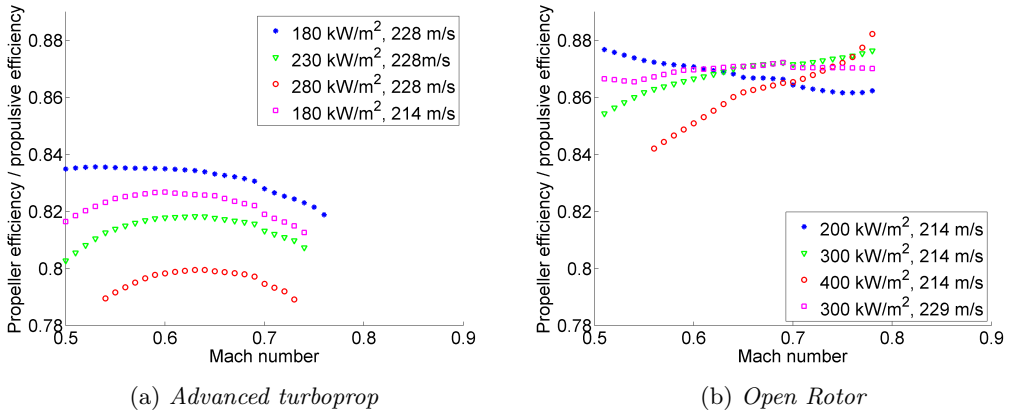 Propeller efficiency / propulsive efficiency
0.88
0.86
0.84
0.82
0.8
0.78
180 kW/m², 228 m/s
230 kW/m², 228m/s
280 kW/m², 228 m/s
180 kW/m², 214 m/s
0.5 0.6 0.7 0.8 0.9
Mach number
(a) Advanced turboprop
Propeller efficiency / propulsive efficiency
0.88
0.86
0.84
0.82
0.8
0.78
200 kW/m², 214 m/s
300 kW/m², 214 m/s
400 kW/m², 214 m/s
300 kW/m², 229 m/s
0.5 0.6 0.7 0.8 0.9
Mach number
(b) Open Rotor